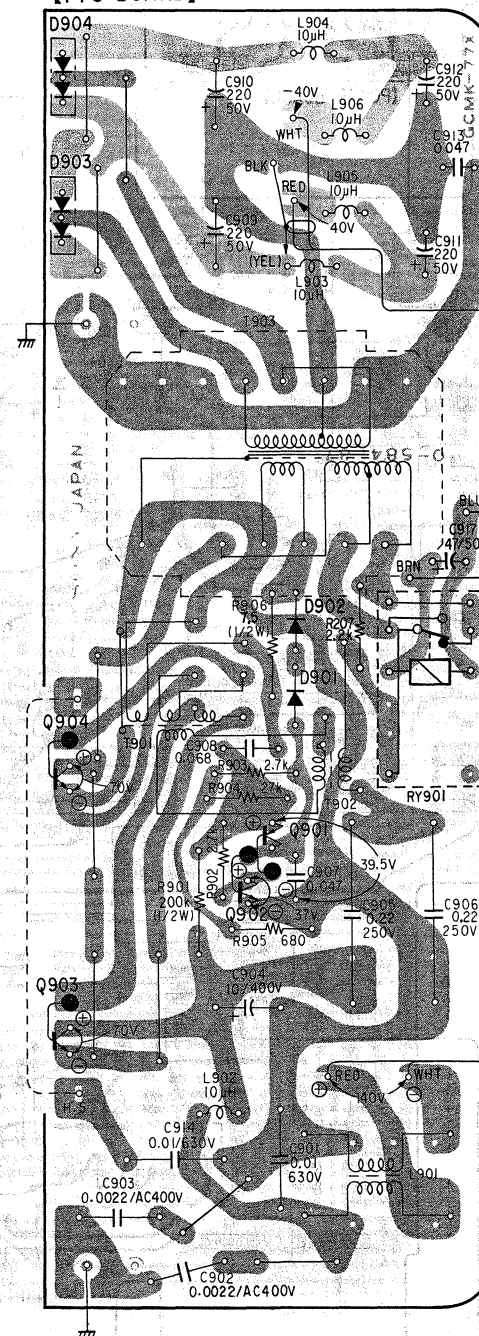 D904
L904
10μH
C910
220
50V
+
-40V
C912
220
50V
+
GCMK-77X
L906
10μH
WHT
C913
0.047
BLK
D903
RED
L905
10μH
40V
C909
220
50V
+
C911
220
50V
+
(YEL)
L903
10μH
T903
JAPAN
BLU
C917
47/50
+
BRN
R906
7.5
(1/2W)
D902
R207
2.2k
D901
Q904
T901
C908
0.068
R903 2.7k
R904 27k
T902
RY901
70V
Q901
39.5V
R902
C907
0.047
R901
200k
(1/2W)
Q902
37V
C905
0.22
250V
C906
0.22
250V
R905 680
Q903
C904
10/400V
+
70V
RED
WHT
140V
H.S
L902
10μH
C914
0.01/630V
C901
0.01
630V
L901
C903
0.0022/AC400V
C902
0.0022/AC400V